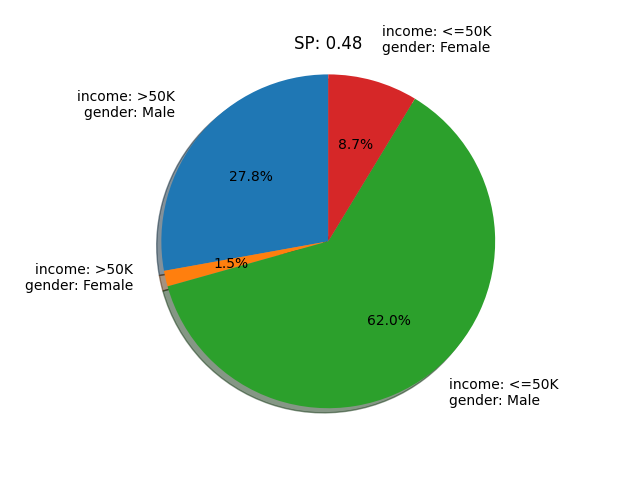 SP: 0.48
income: <=50K
gender: Female
income: >50K
gender: Male
8.7%
27.8%
1.5%
income: >50K
gender: Female
62.0%
income: <=50K
gender: Male